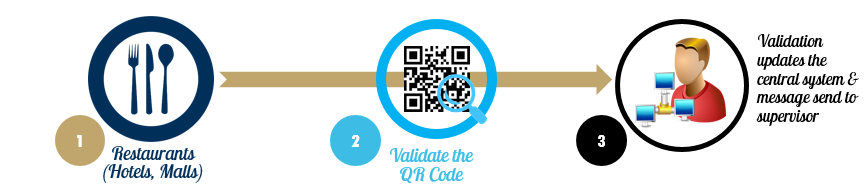 1
Restaurants
(Hotels, Malls)
2
Validate the
QR Code
3
Validation
updates the
central system &
message send to
supervisor